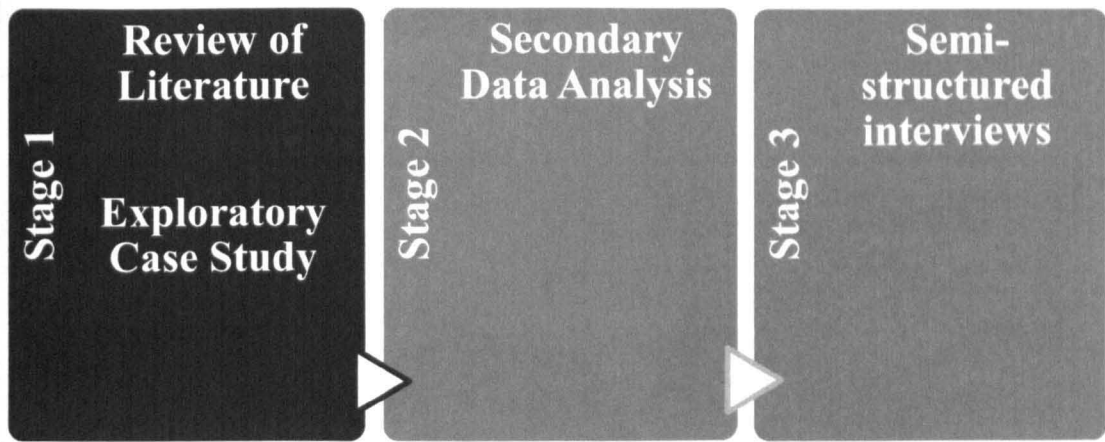 Stage 1
Review of
Literature
Exploratory
Case Study
Stage 2
Secondary
Data Analysis
Stage 3
Semi-
structured
interviews